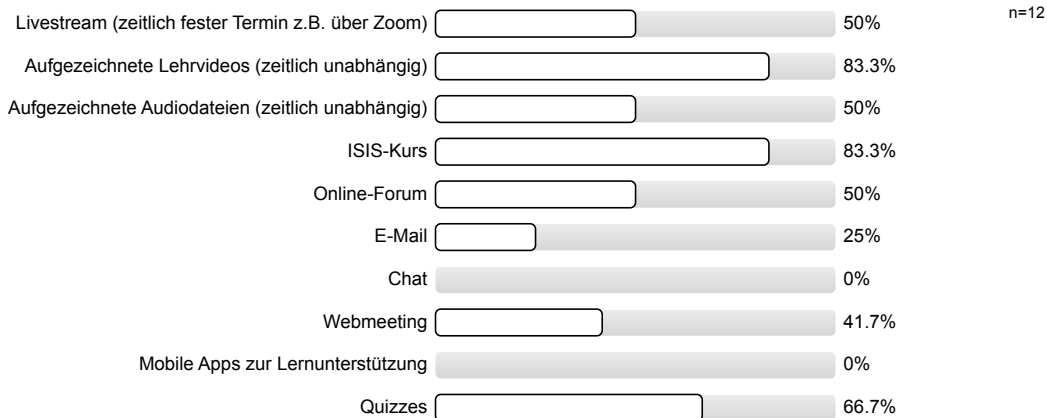 Livestream (zeitlich fester Termin z.B. über Zoom) 50% n=12
Aufgezeichnete Lehrvideos (zeitlich unabhängig) 83.3%
Aufgezeichnete Audiodateien (zeitlich unabhängig) 50%
ISIS-Kurs 83.3%
Online-Forum 50%
E-Mail 25%
Chat 0%
Webmeeting 41.7%
Mobile Apps zur Lernunterstützung 0%
Quizzes 66.7%